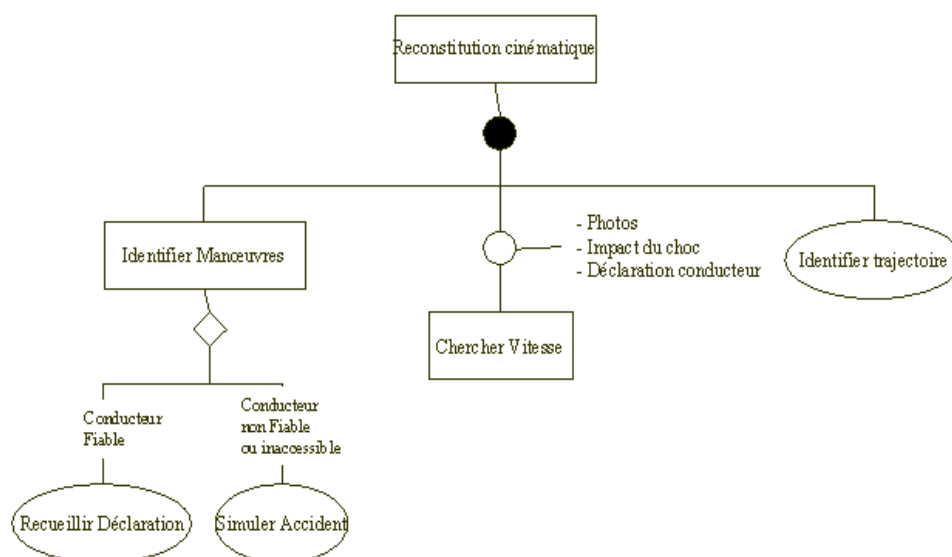 Reconstitution cinématique
- Photos
- Impact du choc
- Déclaration conducteur
Identifier Manœuvres
Identifier trajectoire
Chercher Vitesse
Conducteur
Fiable
Conducteur
non Fiable
ou inaccessible
Recueillir Déclaration
Simuler Accident